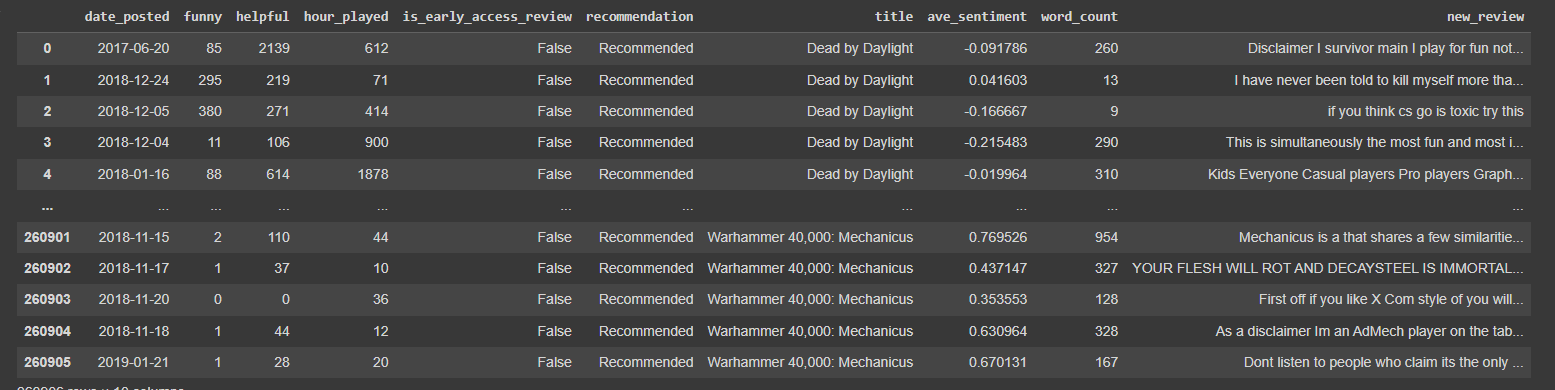 date_posted funny helpful hour_played is_early_access_review recommendation title ave_sentiment word_count new_review
0 2017-06-20 85 2139 612 False Recommended Dead by Daylight -0.091786 260 Disclaimer I survivor main I play for fun not...
1 2018-12-24 295 219 71 False Recommended Dead by Daylight 0.041603 13 I have never been told to kill myself more tha...
2 2018-12-05 380 271 414 False Recommended Dead by Daylight -0.166667 9 if you think cs go is toxic try this
3 2018-12-04 11 106 900 False Recommended Dead by Daylight -0.215483 290 This is simultaneously the most fun and most i...
4 2018-01-16 88 614 1878 False Recommended Dead by Daylight -0.019964 310 Kids Everyone Casual players Pro players Graph...
... ... ... ... ... ... ... ... ... ... ...
260901 2018-11-15 2 110 44 False Recommended Warhammer 40,000: Mechanicus 0.769526 954 Mechanicus is a that shares a few similaritie...
260902 2018-11-17 1 37 10 False Recommended Warhammer 40,000: Mechanicus 0.437147 327 YOUR FLESH WILL ROT AND DECAYSTEEL IS IMMORTAL...
260903 2018-11-20 0 0 36 False Recommended Warhammer 40,000: Mechanicus 0.353553 128 First off if you like X Com style of you will...
260904 2018-11-18 1 44 12 False Recommended Warhammer 40,000: Mechanicus 0.630964 328 As a disclaimer Im an AdMech player on the tab...
260905 2019-01-21 1 28 20 False Recommended Warhammer 40,000: Mechanicus 0.670131 167 Dont listen to people who claim its the only ...